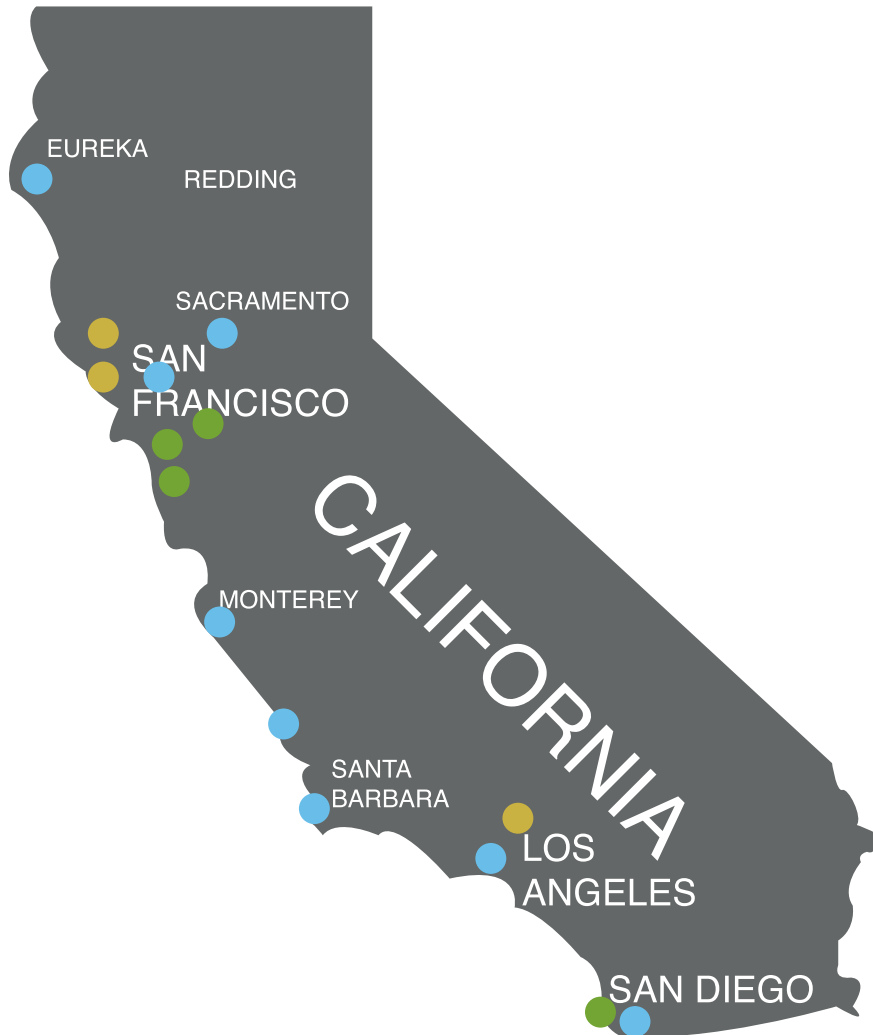 EUREKA
REDDING
SACRAMENTO
SAN
FRANCISCO
CALIFORNIA
MONTEREY
SANTA
BARBARA
LOS
ANGELES
SAN DIEGO